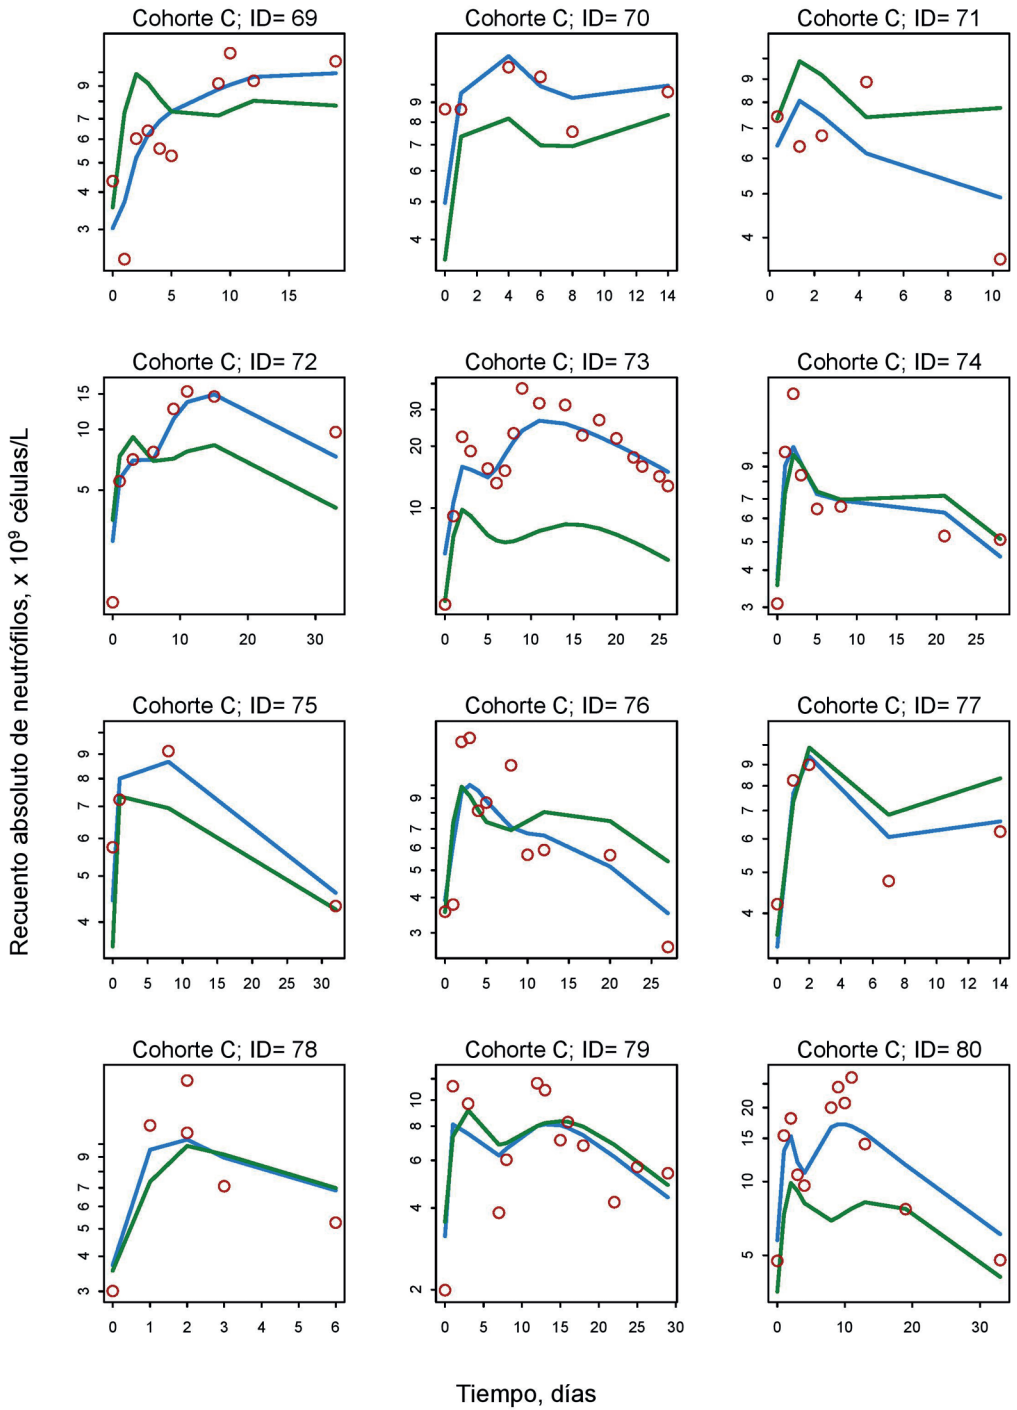 Cohorte C; ID= 69
Cohorte C; ID= 70
Cohorte C; ID= 71
9
7
6
5
4
3
0 5 10 15
9
8
7
6
5
4
0 2 4 6 8 10 12 14
9
8
7
6
5
4
0 2 4 6 8 10
Cohorte C; ID= 72
Cohorte C; ID= 73
Cohorte C; ID= 74
15
10
5
0 10 20 30
30
20
10
0 5 10 15 20 25
9
7
6
5
4
3
0 5 10 15 20 25
Cohorte C; ID= 75
Cohorte C; ID= 76
Cohorte C; ID= 77
9
8
7
6
5
4
0 5 10 15 20 25 30
9
7
6
5
4
3
0 5 10 15 20 25
9
8
7
6
5
4
0 2 4 6 8 10 12 14
Cohorte C; ID= 78
Cohorte C; ID= 79
Cohorte C; ID= 80
9
7
6
5
4
3
0 1 2 3 4 5 6
10
8
6
4
2
0 5 10 15 20 25 30
20
15
10
5
0 10 20 30
Recuento absoluto de neutrófilos, x 10⁹ células/L
Tiempo, días